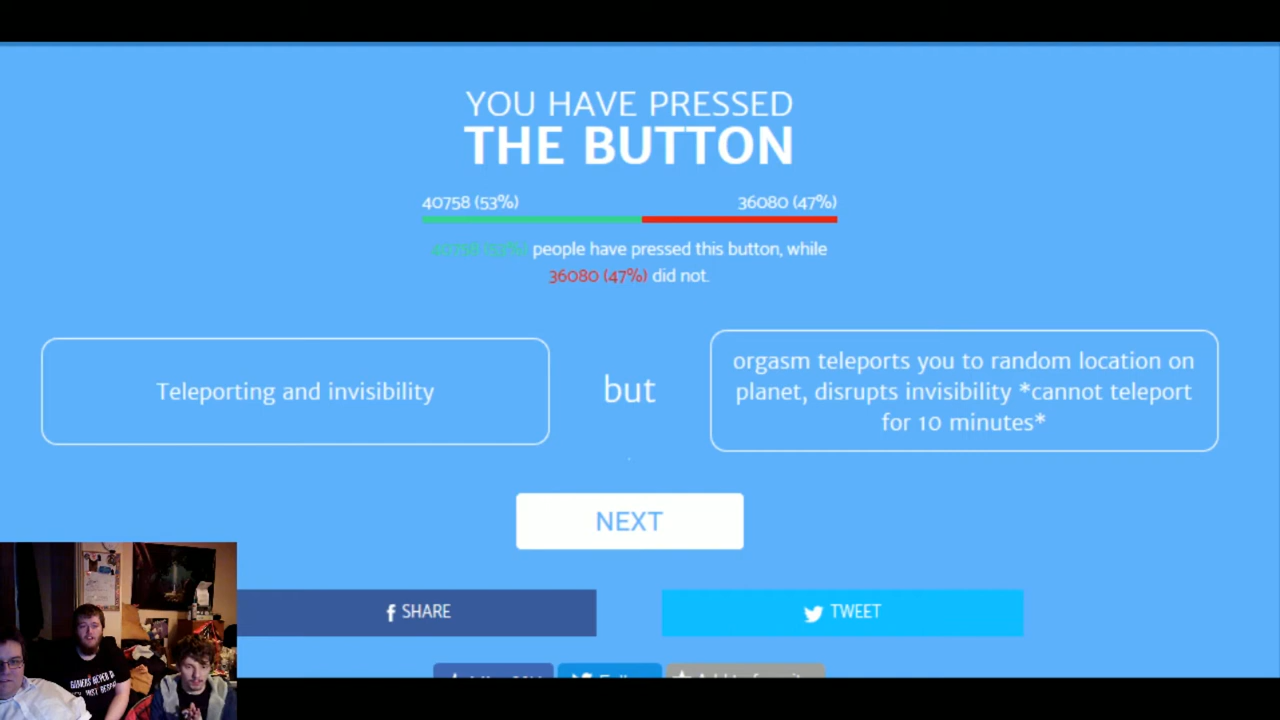 YOU HAVE PRESSED
THE BUTTON
40758 (53%) 36080 (47%)
40758 (53%) people have pressed this button, while
36080 (47%) did not.
Teleporting and invisibility
but
orgasm teleports you to random location on
planet, disrupts invisibility *cannot teleport
for 10 minutes*
NEXT
SHARE
TWEET